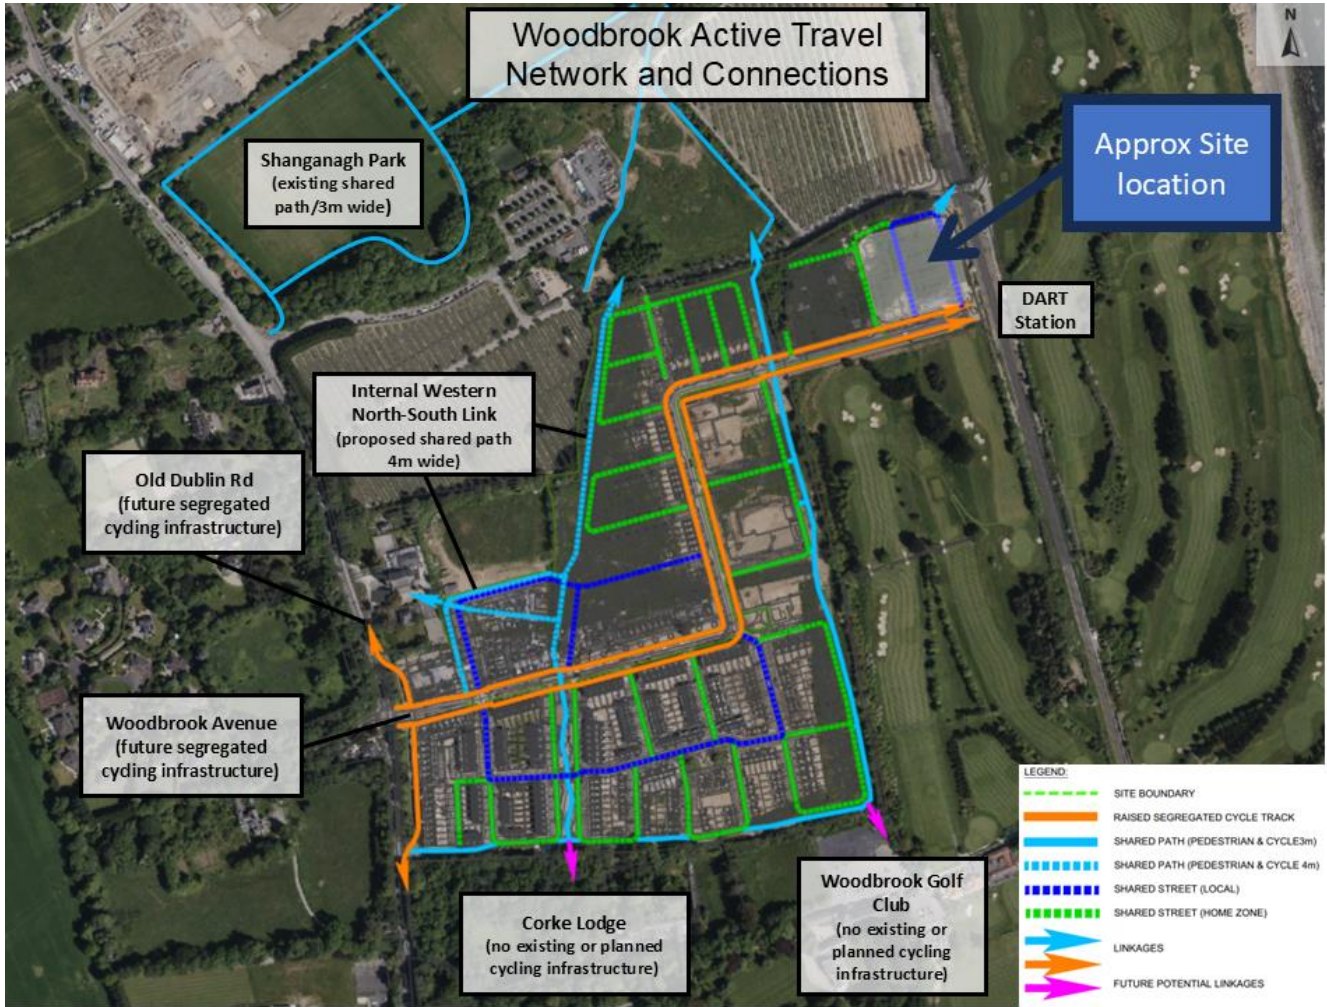 Woodbrook Active Travel
Network and Connections
N
Approx Site
location
Shanganagh Park
(existing shared
path/3m wide)
DART
Station
Internal Western
North-South Link
(proposed shared path
4m wide)
Old Dublin Rd
(future segregated
cycling infrastructure)
Woodbrook Avenue
(future segregated
cycling infrastructure)
Corke Lodge
(no existing or planned
cycling infrastructure)
Woodbrook Golf
Club
(no existing or
planned cycling
infrastructure)
LEGEND:
SITE BOUNDARY
RAISED SEGREGATED CYCLE TRACK
SHARED PATH (PEDESTRIAN & CYCLE3m)
SHARED PATH (PEDESTRIAN & CYCLE 4m)
SHARED STREET (LOCAL)
SHARED STREET (HOME ZONE)
LINKAGES
FUTURE POTENTIAL LINKAGES